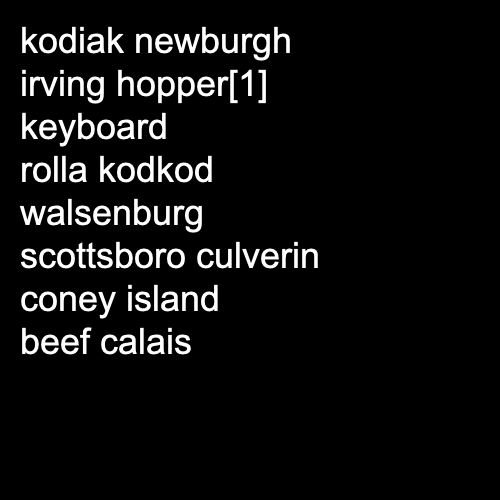 kodiak newburgh
irving hopper[1]
keyboard
rolla kodkod
walsenburg
scottsboro culverin
coney island
beef calais